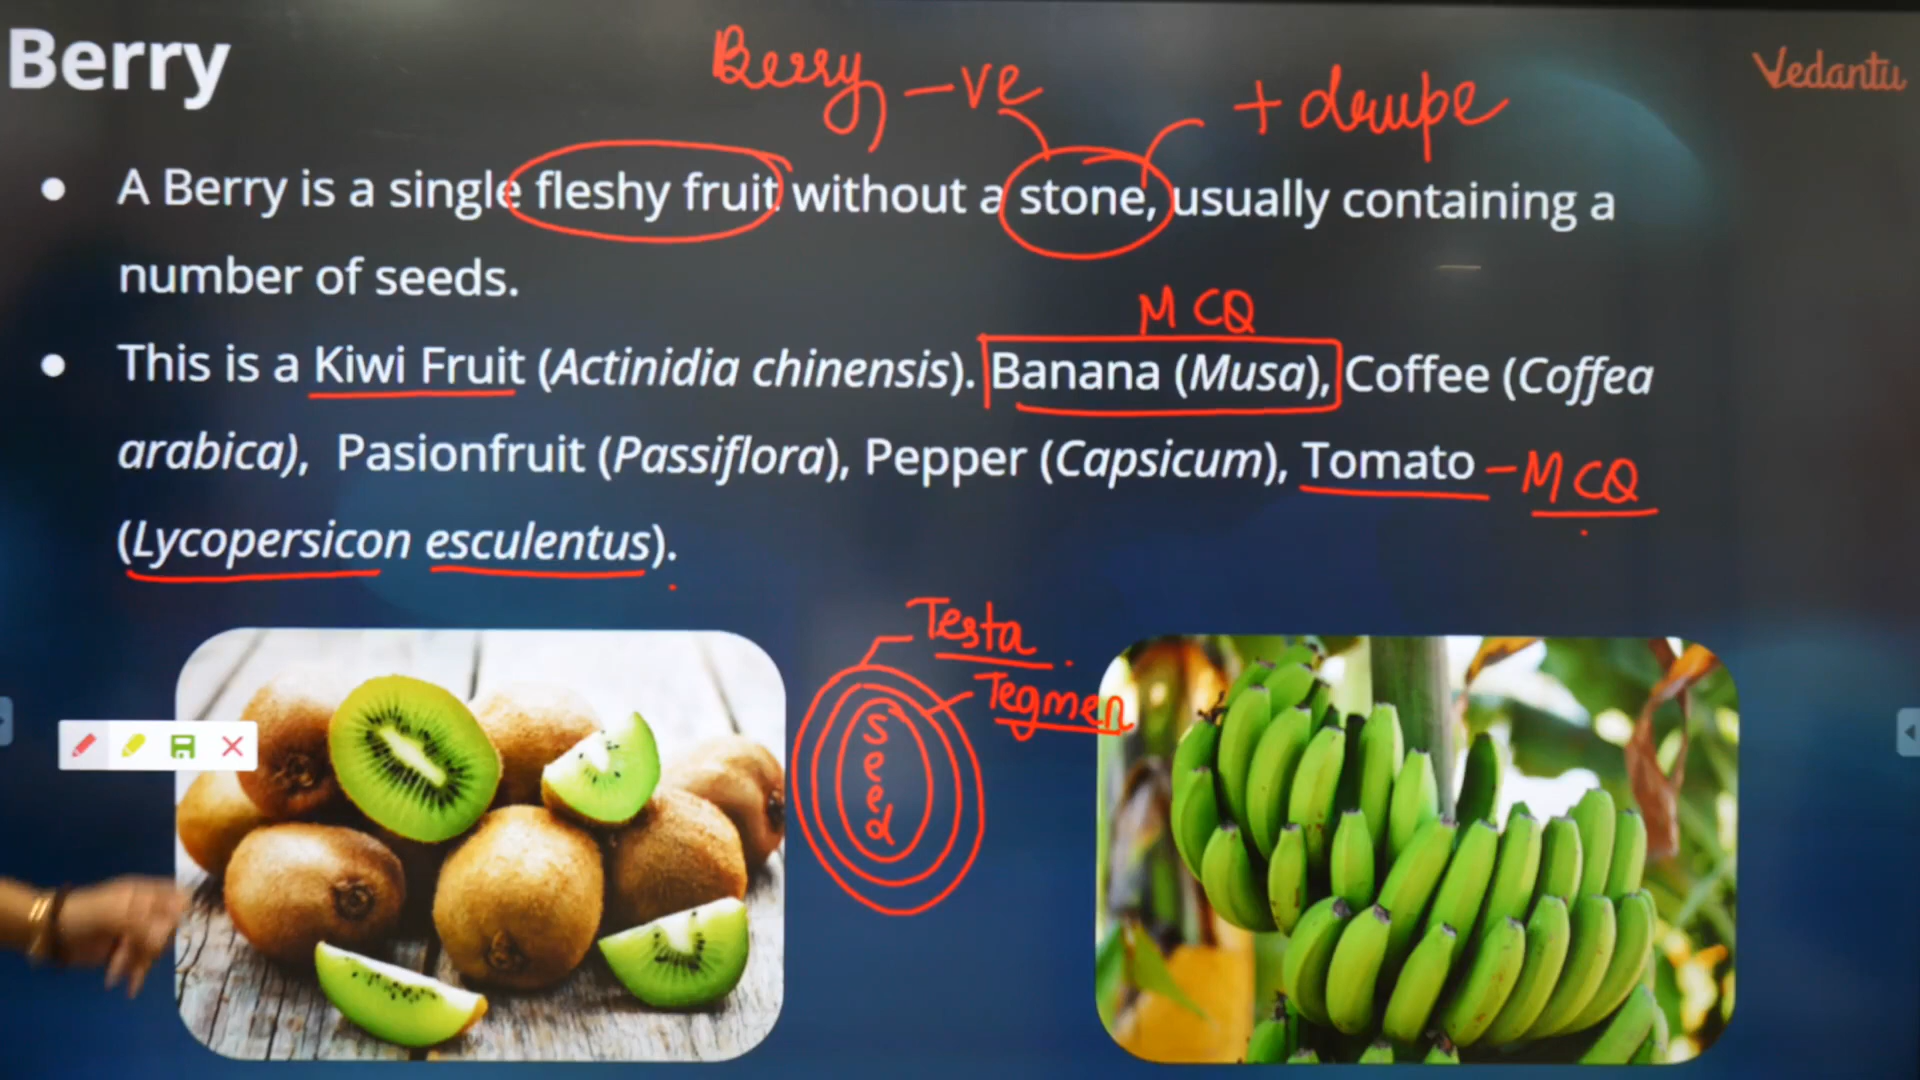 Berry
Berry, -ve
+ drupe
Vedantu
● A Berry is a single fleshy fruit without a stone, usually containing a
number of seeds.
MCQ
● This is a Kiwi Fruit (Actinidia chinensis). Banana (Musa), Coffee (Coffea
arabica), Pasionfruit (Passiflora), Pepper (Capsicum), Tomato - MCQ
(Lycopersicon esculentus).
Testa
Tegmen
Seed